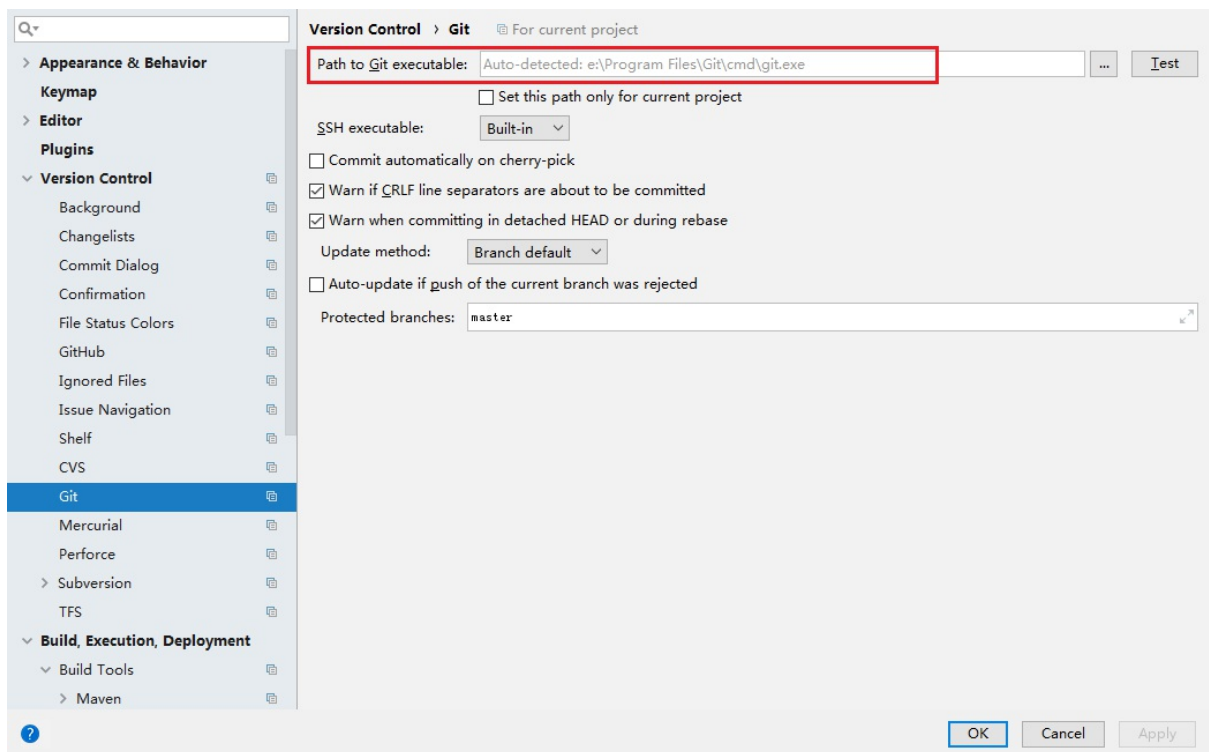 Appearance & Behavior
Keymap
Editor
Plugins
Version Control
Background
Changelists
Commit Dialog
Confirmation
File Status Colors
GitHub
Ignored Files
Issue Navigation
Shelf
CVS
Git
Mercurial
Perforce
Subversion
TFS
Build, Execution, Deployment
Build Tools
Maven
Version Control › Git For current project
Path to Git executable: Auto-detected: e:\Program Files\Git\cmd\git.exe ... Test
Set this path only for current project
SSH executable: Built-in
Commit automatically on cherry-pick
Warn if CRLF line separators are about to be committed
Warn when committing in detached HEAD or during rebase
Update method: Branch default
Auto-update if push of the current branch was rejected
Protected branches: master
? OK Cancel Apply